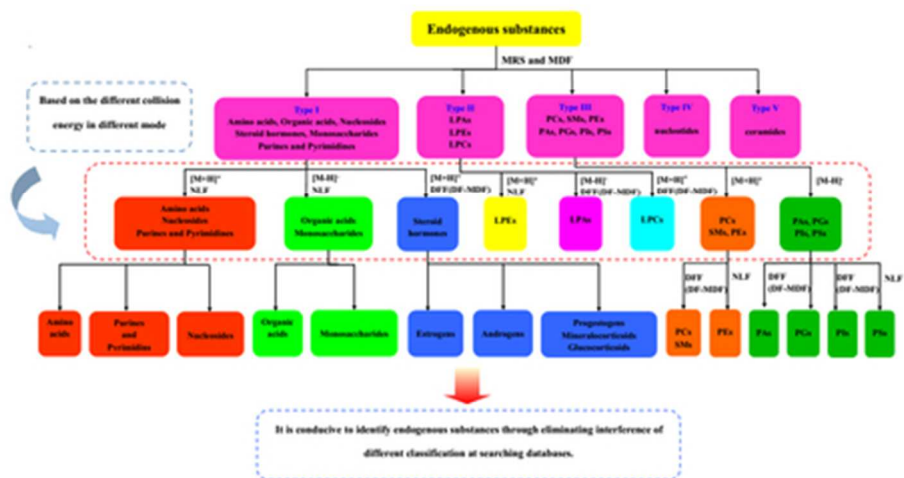 Endogenous substances
MRS and MDF
Based on the different collision
energy in different mode
Type I
Amino acids, Organic acids, Nucleosides
Steroid hormones, Monosaccharides
Purines and Pyrimidines
Type II
LPAs
LPEs
LPCs
Type III
PCs, SMs, PEs
PAs, PGs, PIs, PSs
Type IV
nucleotides
Type V
ceramides
[M+H]⁺
NLF
[M-H]⁻
NLF
[M+H]⁺
DFF(DF-MDF)
[M+H]⁺
NLF
[M-H]⁻
DFF(DF-MDF)
[M+H]⁺
DFF(DF-MDF)
[M+H]⁺
[M-H]⁻
Amino acids
Nucleosides
Purines and Pyrimidines
Organic acids
Monosaccharides
Steroid
hormones
LPEs
LPAs
LPCs
PCs
SMs, PEs
PAs, PGs
PIs, PSs
DFF
(DF-MDF)
NLF
DFF
(DF-MDF)
DFF
(DF-MDF)
NLF
Amino
acids
Purines
and
Pyrimidins
Nucleosides
Organic
acids
Monosaccharides
Estrogens
Androgens
Progestogens
Mineralocorticoids
Glucocorticoids
PCs
SMs
PEs
PAs
PGs
PIs
PSs
It is conducive to identify endogenous substances through eliminating interference of
different classification at searching databases.